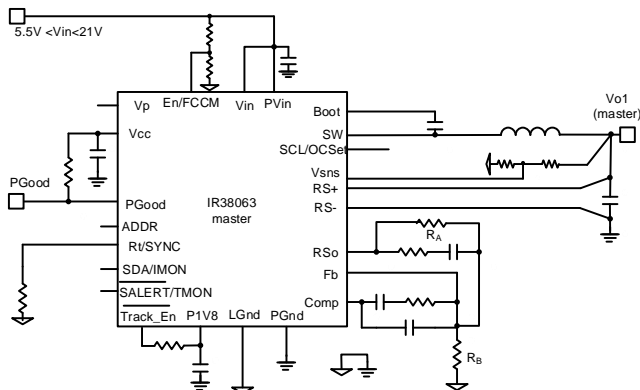 5.5V <Vin<21V
Vp
En/FCCM
Vin
PVin
Boot
Vo1
(master)
Vcc
SW
SCL/OCSet
Vsns
PGood
RS+
PGood
IR38063
master
RS-
ADDR
Rt/SYNC
RSo
RA
SDA/IMON
Fb
SALERT/TMON
Comp
Track_En
P1V8
LGnd
PGnd
RB